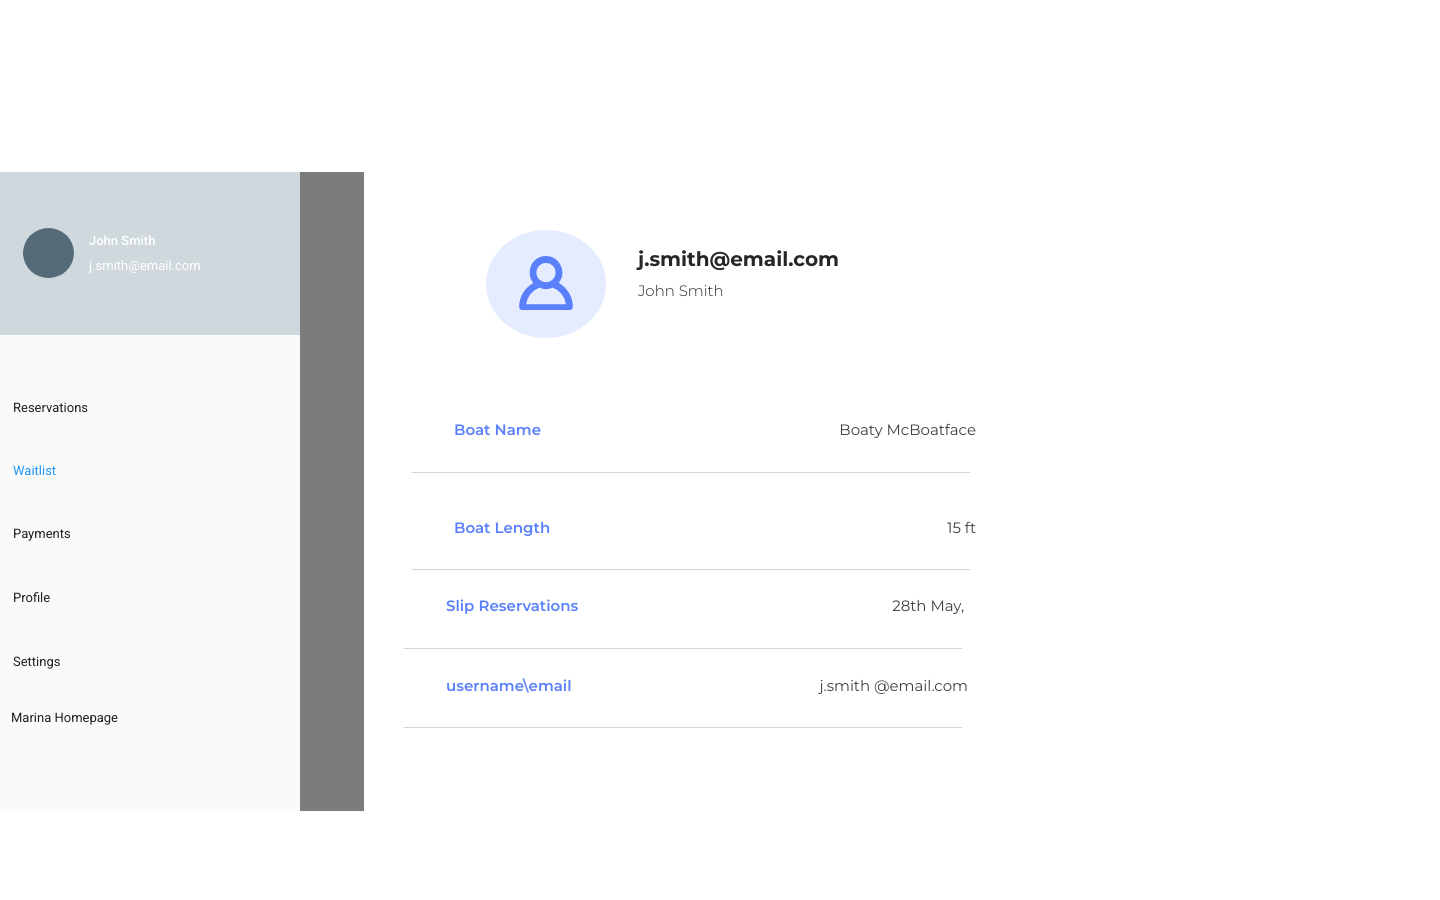 John Smith
j.smith@email.com
Reservations
Waitlist
Payments
Profile
Settings
Marina Homepage
j.smith@email.com
John Smith
Boat Name Boaty McBoatface
Boat Length 15 ft
Slip Reservations 28th May,
username\email j.smith @email.com